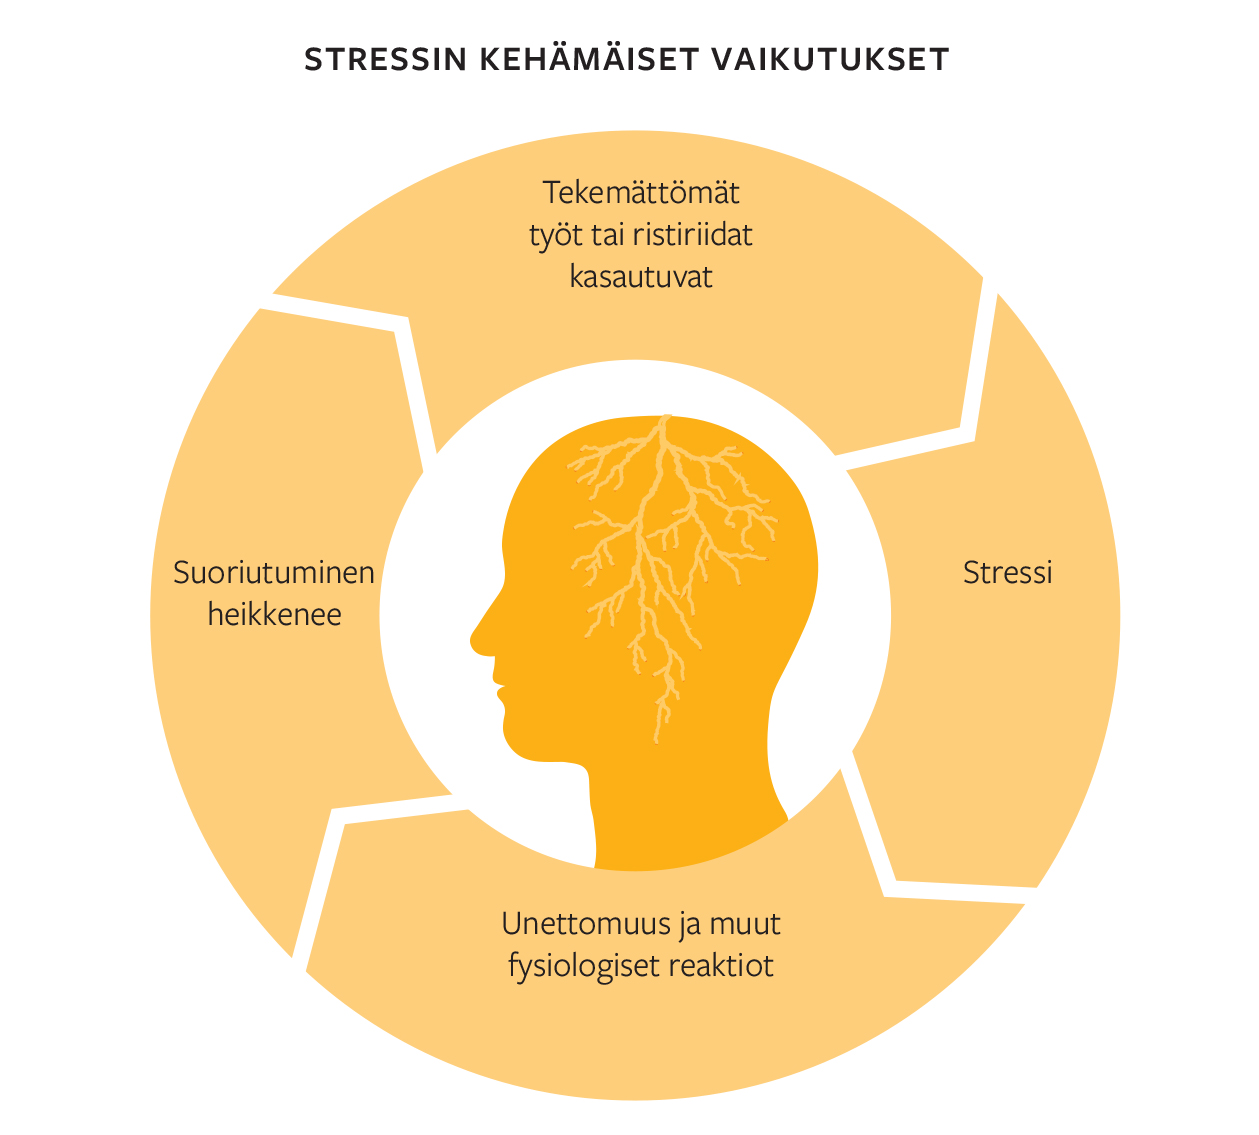 STRESSIN KEHÄMÄISET VAIKUTUKSET
Tekemättömät
työt tai ristiriidat
kasautuvat
Stressi
Unettomuus ja muut
fysiologiset reaktiot
Suoriutuminen
heikkenee